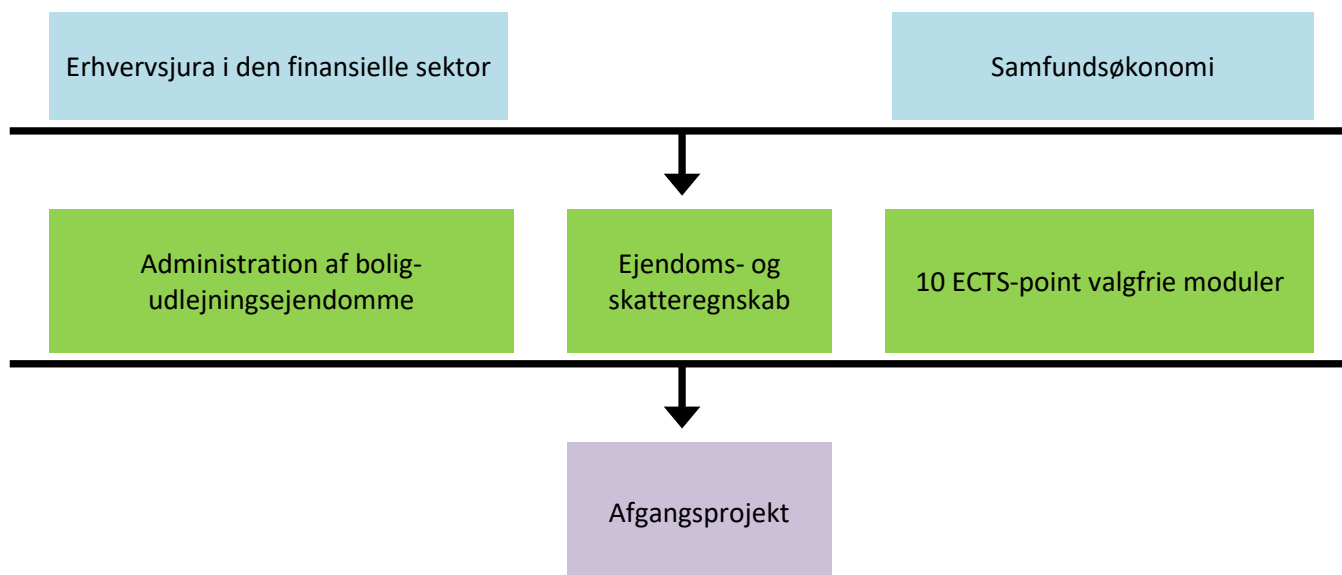 Erhvervsjura i den finansielle sektor
Samfundsøkonomi
Administration af bolig-
udlejningsejendomme
Ejendoms- og
skatteregnskab
10 ECTS-point valgfrie moduler
Afgangsprojekt